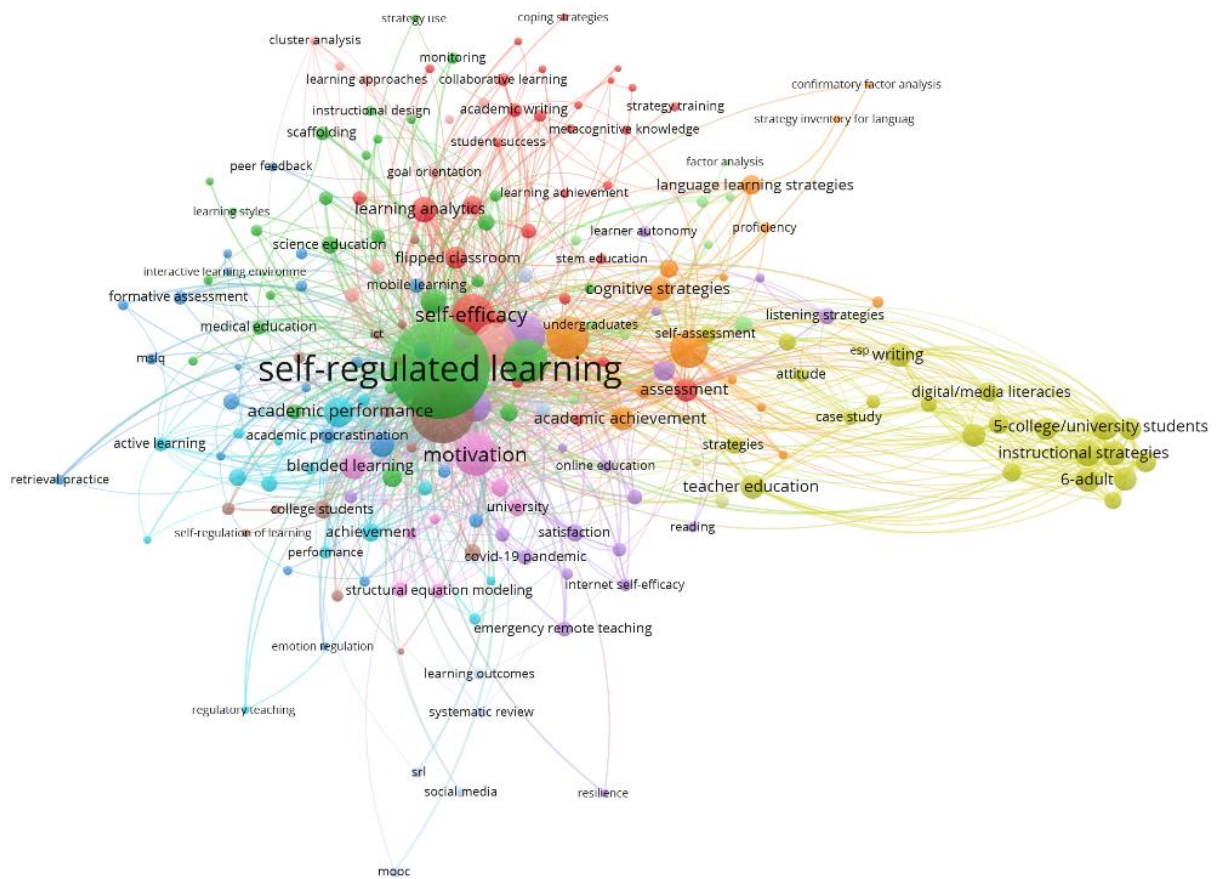 strategy use
coping strategies
cluster analysis
monitoring
learning approaches
collaborative learning
confirmatory factor analysis
instructional design
academic writing
strategy training
strategy inventory for languag
scaffolding
metacognitive knowledge
student success
peer feedback
goal orientation
factor analysis
language learning strategies
learning achievement
learning styles
learning analytics
proficiency
learner autonomy
science education
flipped classroom
stem education
interactive learning environme
mobile learning
cognitive strategies
formative assessment
self-efficacy
undergraduates
listening strategies
medical education
ict
self-assessment
mslq
esp
writing
self-regulated learning
attitude
assessment
digital/media literacies
academic performance
academic achievement
case study
5-college/university students
active learning
academic procrastination
strategies
motivation
instructional strategies
blended learning
online education
retrieval practice
teacher education
6-adult
college students
university
self-regulation of learning
achievement
satisfaction
reading
performance
covid-19 pandemic
structural equation modeling
internet self-efficacy
emergency remote teaching
emotion regulation
learning outcomes
regulatory teaching
systematic review
srl
social media
resilience
mooc